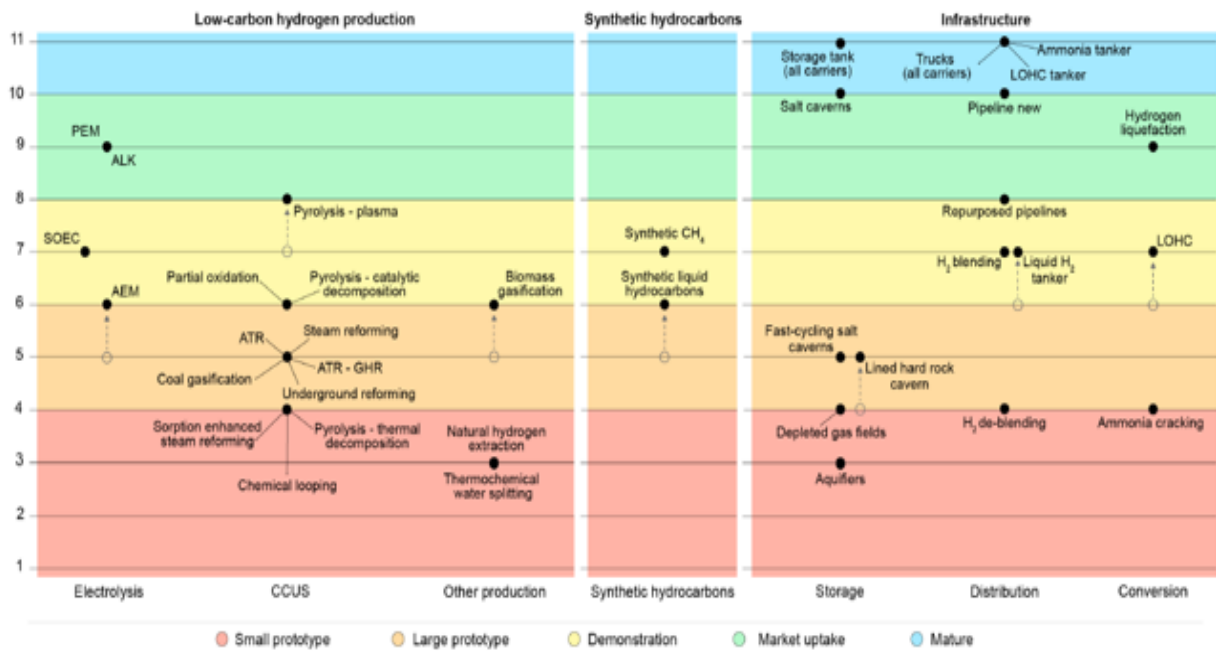 Low-carbon hydrogen production
Synthetic hydrocarbons
Infrastructure
11
10
9
8
7
6
5
4
3
2
1
PEM
ALK
SOEC
AEM
Pyrolysis - plasma
Partial oxidation
Pyrolysis - catalytic
decomposition
ATR
Steam reforming
Coal gasification
ATR - GHR
Underground reforming
Sorption enhanced
steam reforming
Pyrolysis - thermal
decomposition
Chemical looping
Biomass
gasification
Natural hydrogen
extraction
Thermochemical
water splitting
Synthetic CH₄
Synthetic liquid
hydrocarbons
Storage tank
(all carriers)
Salt caverns
Fast-cycling salt
caverns
Lined hard rock
cavern
Depleted gas fields
Aquifiers
Trucks
(all carriers)
Ammonia tanker
LOHC tanker
Pipeline new
Repurposed pipelines
H₂ blending
Liquid H₂
tanker
H₂ de-blending
Hydrogen
liquefaction
LOHC
Ammonia cracking
Electrolysis
CCUS
Other production
Synthetic hydrocarbons
Storage
Distribution
Conversion
Small prototype
Large prototype
Demonstration
Market uptake
Mature